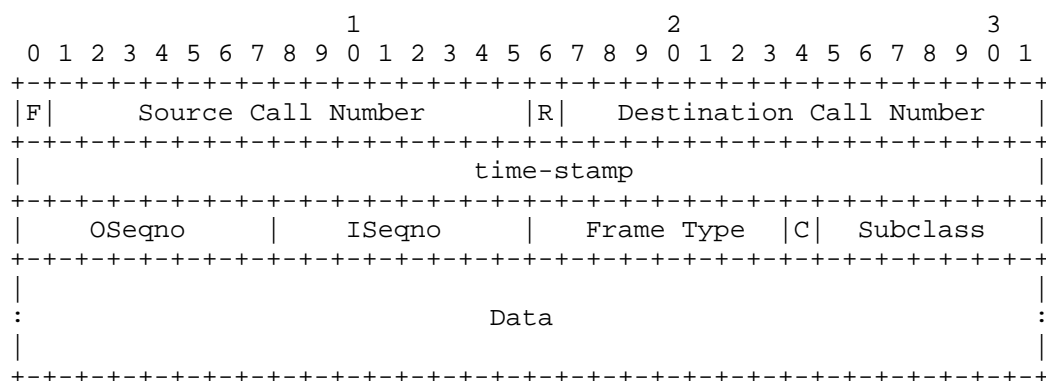 1                   2                   3
 0 1 2 3 4 5 6 7 8 9 0 1 2 3 4 5 6 7 8 9 0 1 2 3 4 5 6 7 8 9 0 1
+-+-+-+-+-+-+-+-+-+-+-+-+-+-+-+-+-+-+-+-+-+-+-+-+-+-+-+-+-+-+-+-+
|F|     Source Call Number      |R|   Destination Call Number   |
+-+-+-+-+-+-+-+-+-+-+-+-+-+-+-+-+-+-+-+-+-+-+-+-+-+-+-+-+-+-+-+-+
|                            time-stamp                         |
+-+-+-+-+-+-+-+-+-+-+-+-+-+-+-+-+-+-+-+-+-+-+-+-+-+-+-+-+-+-+-+-+
|    OSeqno     |    ISeqno     |   Frame Type  |C|  Subclass   |
+-+-+-+-+-+-+-+-+-+-+-+-+-+-+-+-+-+-+-+-+-+-+-+-+-+-+-+-+-+-+-+-+
|                                                               |
:                             Data                              :
|                                                               |
+-+-+-+-+-+-+-+-+-+-+-+-+-+-+-+-+-+-+-+-+-+-+-+-+-+-+-+-+-+-+-+-+